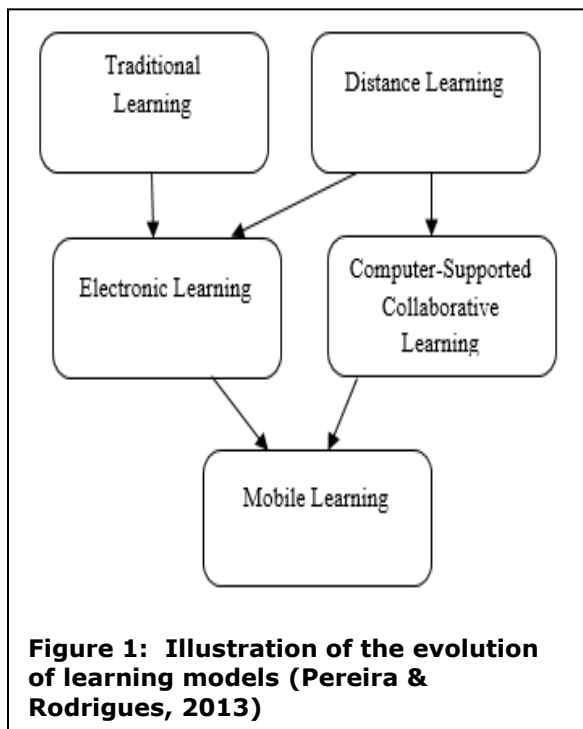 Traditional
Learning
Distance Learning
Electronic Learning
Computer-Supported
Collaborative
Learning
Mobile Learning
Figure 1:  Illustration of the evolution
of learning models (Pereira &
Rodrigues, 2013)